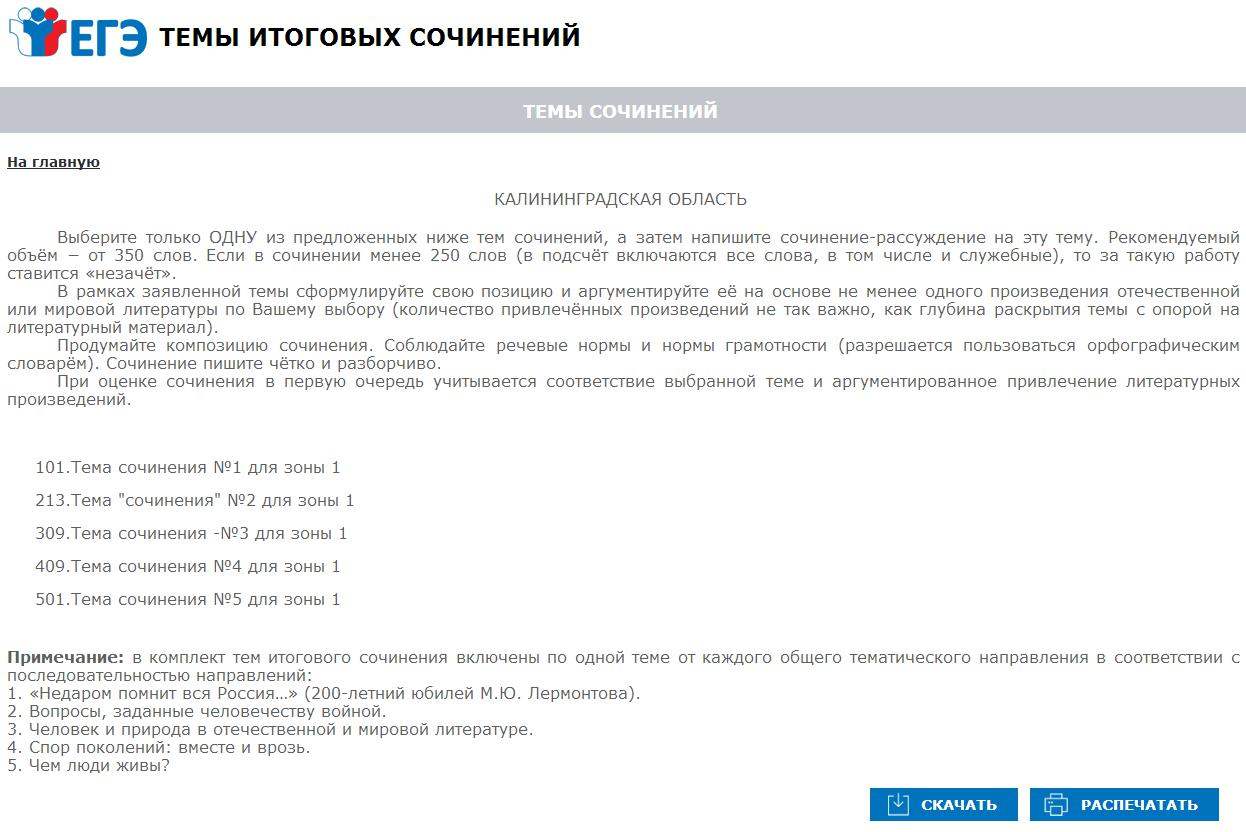 ЕГЭ ТЕМЫ ИТОГОВЫХ СОЧИНЕНИЙ
ТЕМЫ СОЧИНЕНИЙ
На главную
КАЛИНИНГРАДСКАЯ ОБЛАСТЬ
Выберите только ОДНУ из предложенных ниже тем сочинений, а затем напишите сочинение-рассуждение на эту тему. Рекомендуемый
объём − от 350 слов. Если в сочинении менее 250 слов (в подсчёт включаются все слова, в том числе и служебные), то за такую работу
ставится «незачёт».
В рамках заявленной темы сформулируйте свою позицию и аргументируйте её на основе не менее одного произведения отечественной
или мировой литературы по Вашему выбору (количество привлечённых произведений не так важно, как глубина раскрытия темы с опорой на
литературный материал).
Продумайте композицию сочинения. Соблюдайте речевые нормы и нормы грамотности (разрешается пользоваться орфографическим
словарём). Сочинение пишите чётко и разборчиво.
При оценке сочинения в первую очередь учитывается соответствие выбранной теме и аргументированное привлечение литературных
произведений.
101.Тема сочинения №1 для зоны 1
213.Тема "сочинения" №2 для зоны 1
309.Тема сочинения -№3 для зоны 1
409.Тема сочинения №4 для зоны 1
501.Тема сочинения №5 для зоны 1
Примечание: в комплект тем итогового сочинения включены по одной теме от каждого общего тематического направления в соответствии с
последовательностью направлений:
1. «Недаром помнит вся Россия…» (200-летний юбилей М.Ю. Лермонтова).
2. Вопросы, заданные человечеству войной.
3. Человек и природа в отечественной и мировой литературе.
4. Спор поколений: вместе и врозь.
5. Чем люди живы?
СКАЧАТЬ РАСПЕЧАТАТЬ